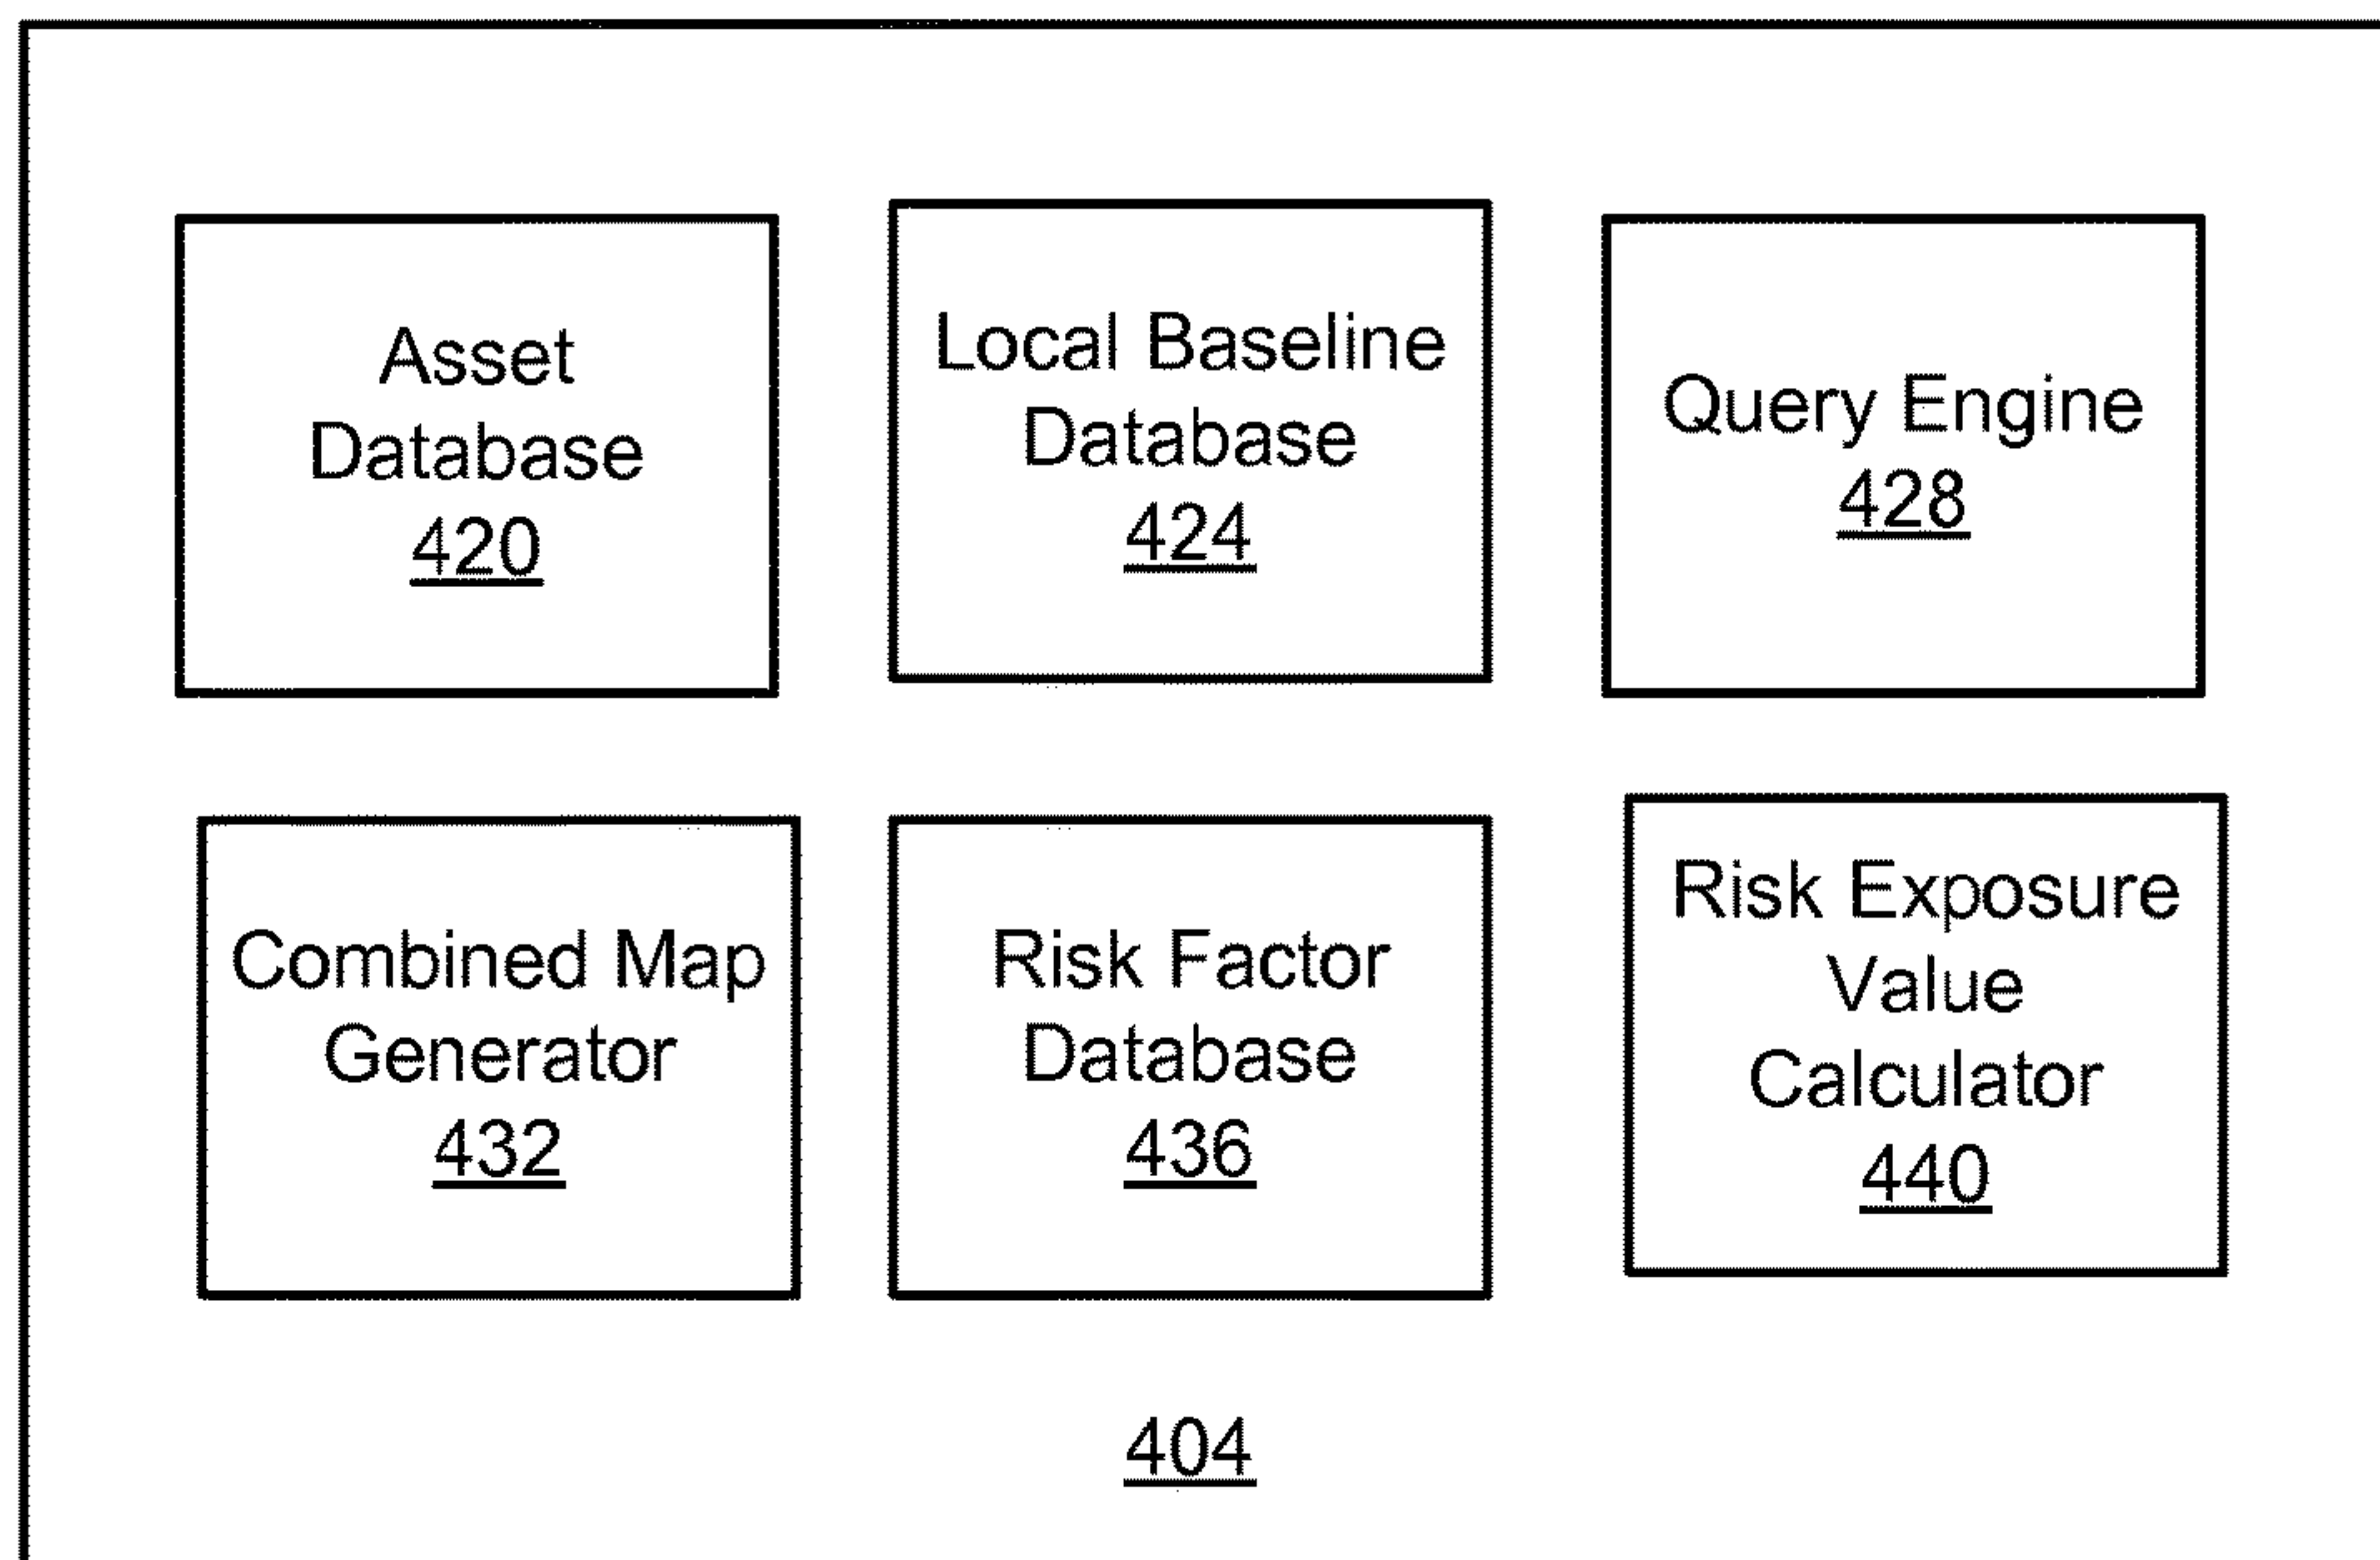 Asset
Database
420
Local Baseline
Database
424
Query Engine
428
Combined Map
Generator
432
Risk Factor
Database
436
Risk Exposure
Value
Calculator
440
404